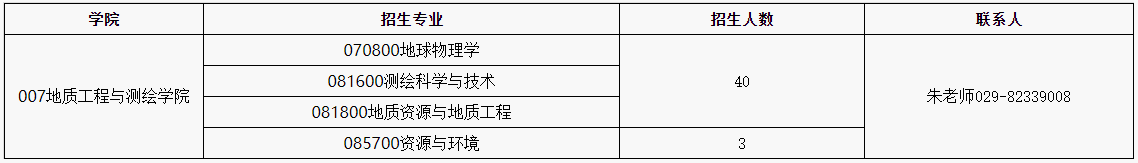 学院 招生专业 招生人数 联系人
070800地球物理学
081600测绘科学与技术 40
007地质工程与测绘学院 朱老师029-82339008
081800地质资源与地质工程
085700资源与环境 3